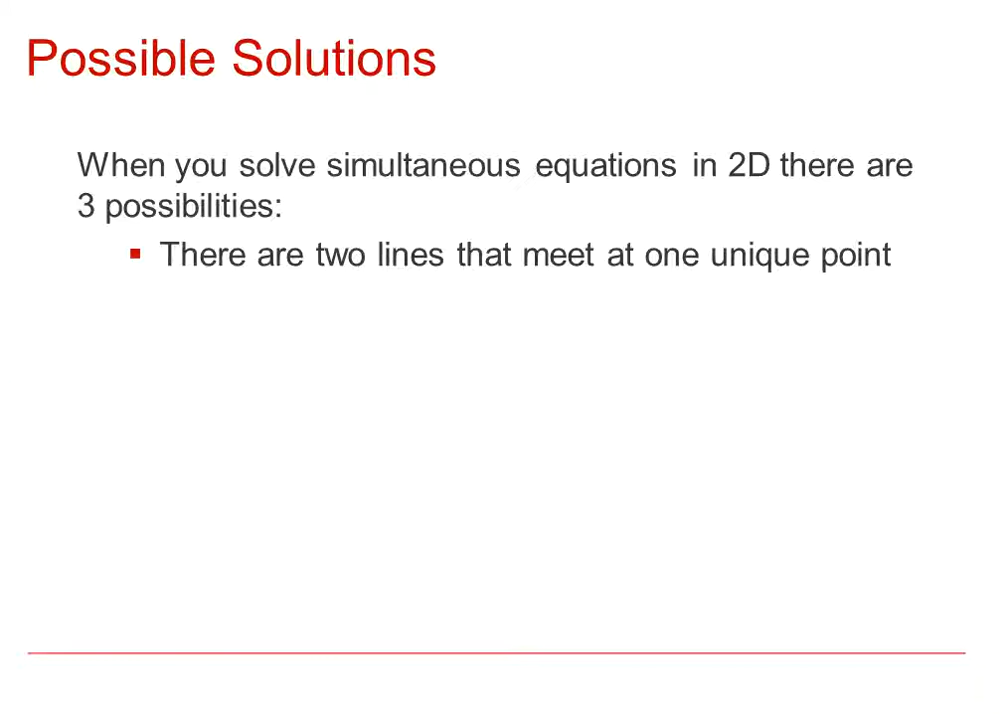 Possible Solutions
When you solve simultaneous equations in 2D there are
3 possibilities:
▪ There are two lines that meet at one unique point